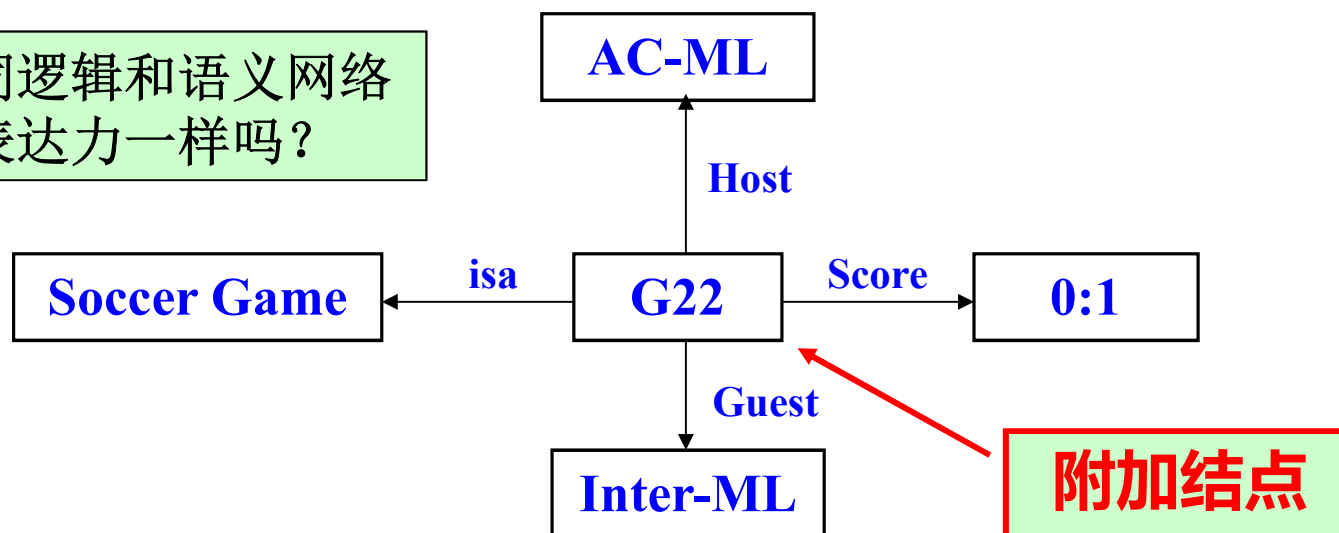 AC-ML
词逻辑和语义网络
表达力一样吗？
Host
isa
Score
Soccer Game
G22
0:1
Guest
附加结点
Inter-ML